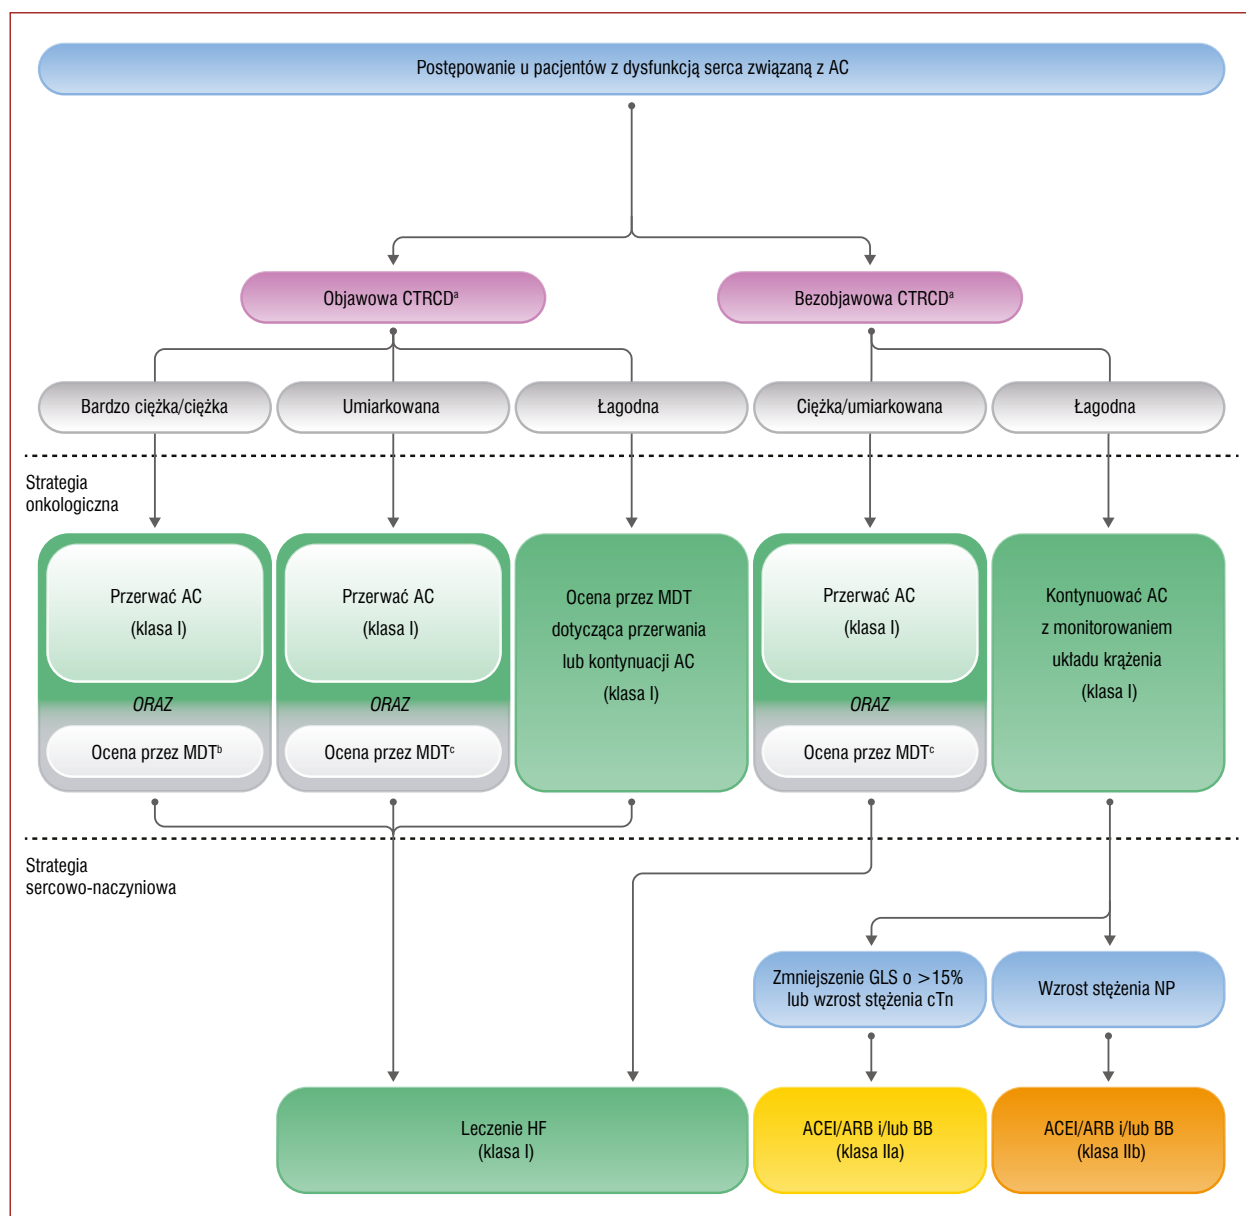 Postępowanie u pacjentów z dysfunkcją serca związaną z AC
Objawowa CTRCDᵃ
Bezobjawowa CTRCDᵃ
Bardzo ciężka/ciężka
Umiarkowana
Łagodna
Ciężka/umiarkowana
Łagodna
Strategia
onkologiczna
Przerwać AC
(klasa I)
ORAZ
Ocena przez MDTᵇ
Przerwać AC
(klasa I)
ORAZ
Ocena przez MDTᶜ
Ocena przez MDT
dotycząca przerwania
lub kontynuacji AC
(klasa I)
Przerwać AC
(klasa I)
ORAZ
Ocena przez MDTᶜ
Kontynuować AC
z monitorowaniem
układu krążenia
(klasa I)
Strategia
sercowo-naczyniowa
Zmniejszenie GLS o >15%
lub wzrost stężenia cTn
Wzrost stężenia NP
Leczenie HF
(klasa I)
ACEI/ARB i/lub BB
(klasa IIa)
ACEI/ARB i/lub BB
(klasa IIb)